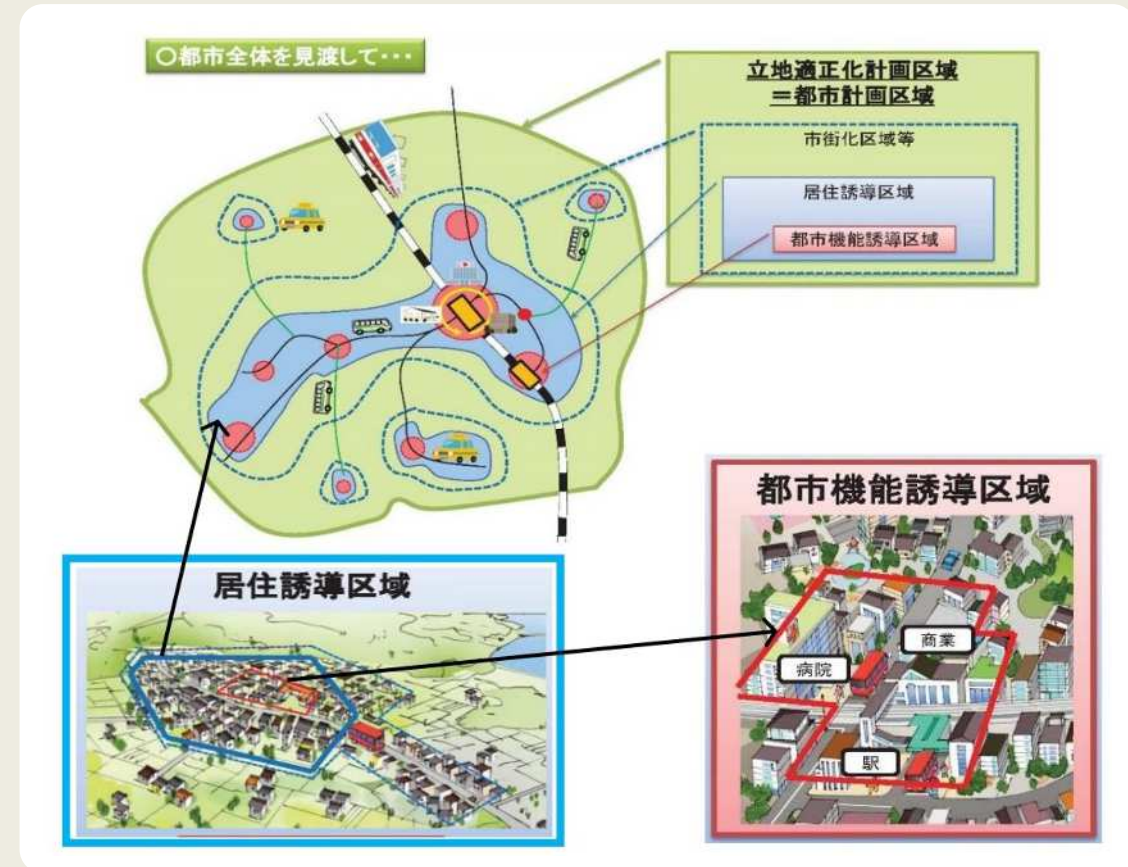 〇都市全体を見渡して･･･
立地適正化計画区域
＝都市計画区域
市街化区域等
居住誘導区域
都市機能誘導区域
居住誘導区域
都市機能誘導区域
商業
病院
駅